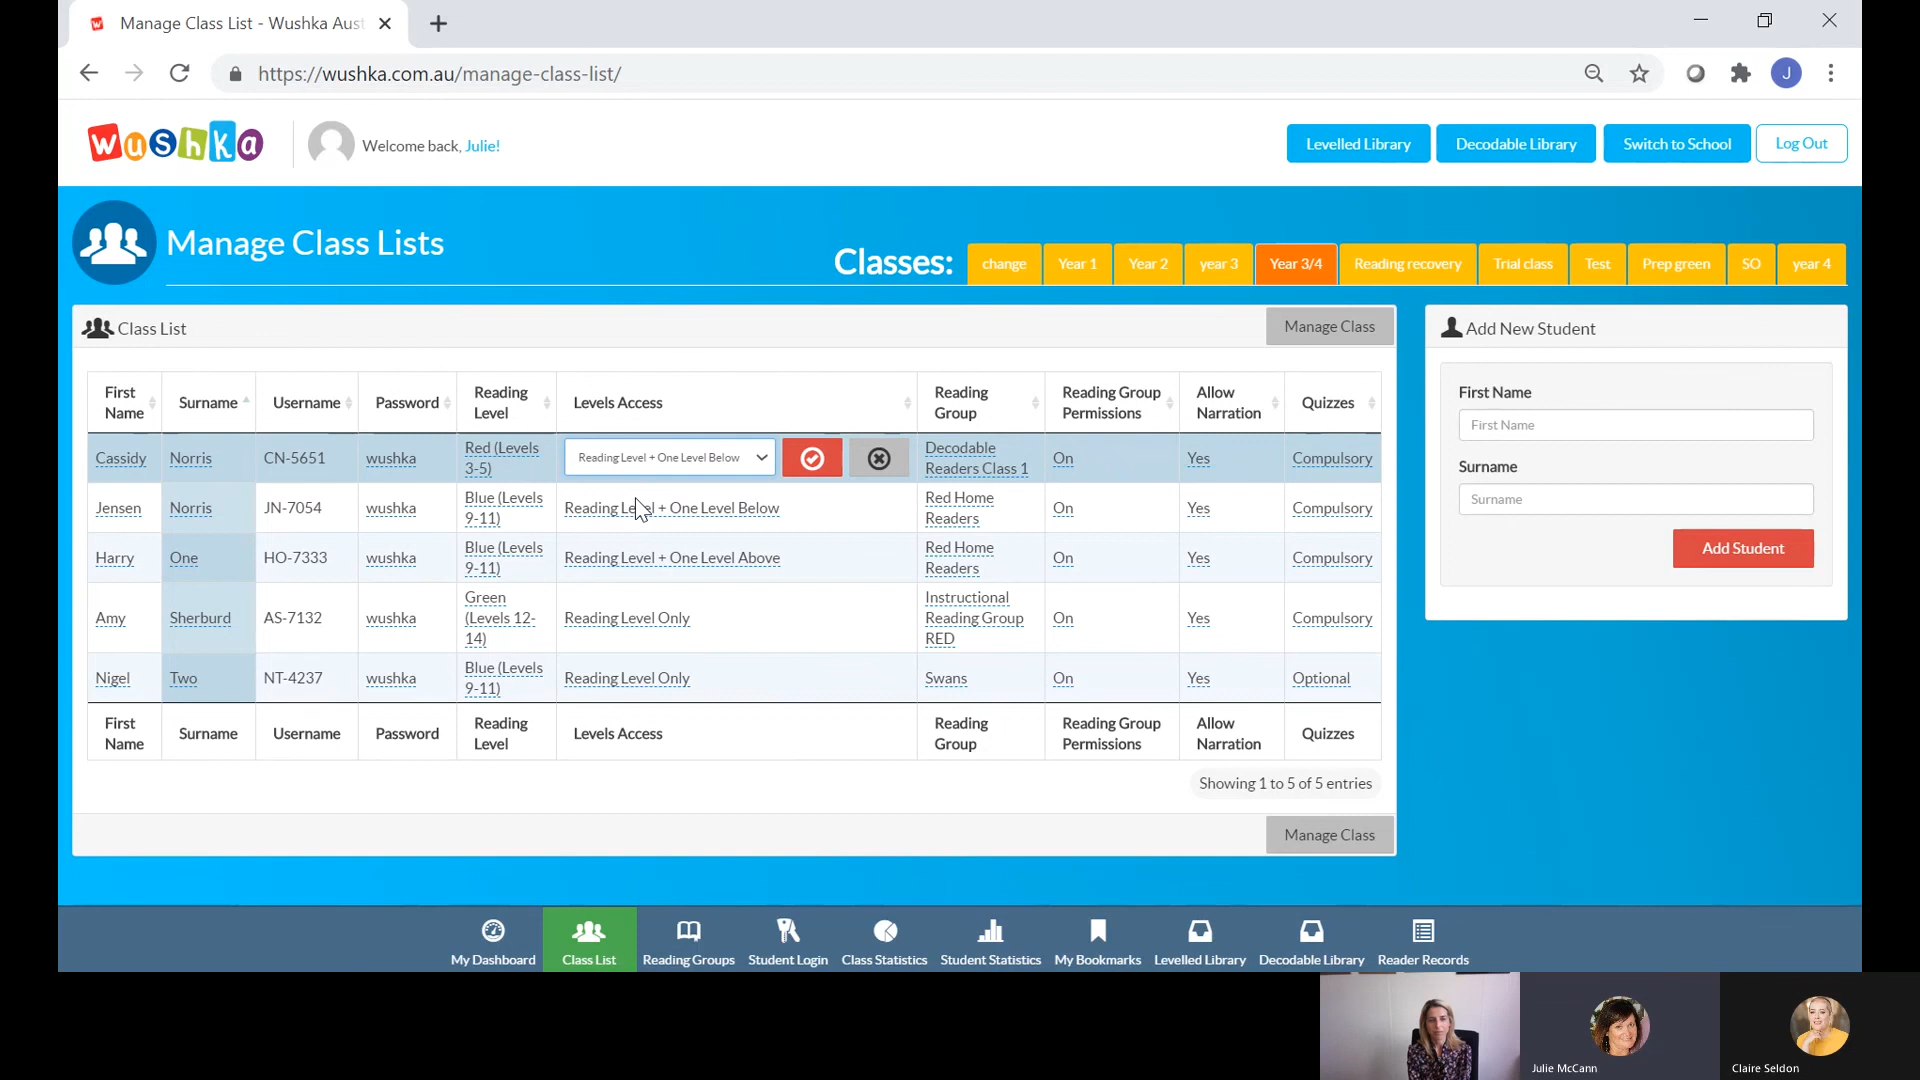 Manage Class List - Wushka Aust
https://wushka.com.au/manage-class-list/
J
wushka
Welcome back, Julie!
Levelled Library
Decodable Library
Switch to School
Log Out
Manage Class Lists
Classes:
change
Year 1
Year 2
year 3
Year 3/4
Reading recovery
Trial class
Test
Prep green
SO
year 4
Class List
Manage Class
First Name
Surname
Username
Password
Reading Level
Levels Access
Reading Group
Reading Group Permissions
Allow Narration
Quizzes
Cassidy
Norris
CN-5651
wushka
Red (Levels
3-5)
Reading Level + One Level Below
Decodable
Readers Class 1
On
Yes
Compulsory
Jensen
Norris
JN-7054
wushka
Blue (Levels
9-11)
Reading Level + One Level Below
Red Home
Readers
On
Yes
Compulsory
Harry
One
HO-7333
wushka
Blue (Levels
9-11)
Reading Level + One Level Above
Red Home
Readers
On
Yes
Compulsory
Amy
Sherburd
AS-7132
wushka
Green
(Levels 12-
14)
Reading Level Only
Instructional
Reading Group
RED
On
Yes
Compulsory
Nigel
Two
NT-4237
wushka
Blue (Levels
9-11)
Reading Level Only
Swans
On
Yes
Optional
First Name
Surname
Username
Password
Reading Level
Levels Access
Reading Group
Reading Group Permissions
Allow Narration
Quizzes
Showing 1 to 5 of 5 entries
Manage Class
Add New Student
First Name
First Name
Surname
Surname
Add Student
My Dashboard
Class List
Reading Groups
Student Login
Class Statistics
Student Statistics
My Bookmarks
Levelled Library
Decodable Library
Reader Records
Julie McCann
Claire Seldon